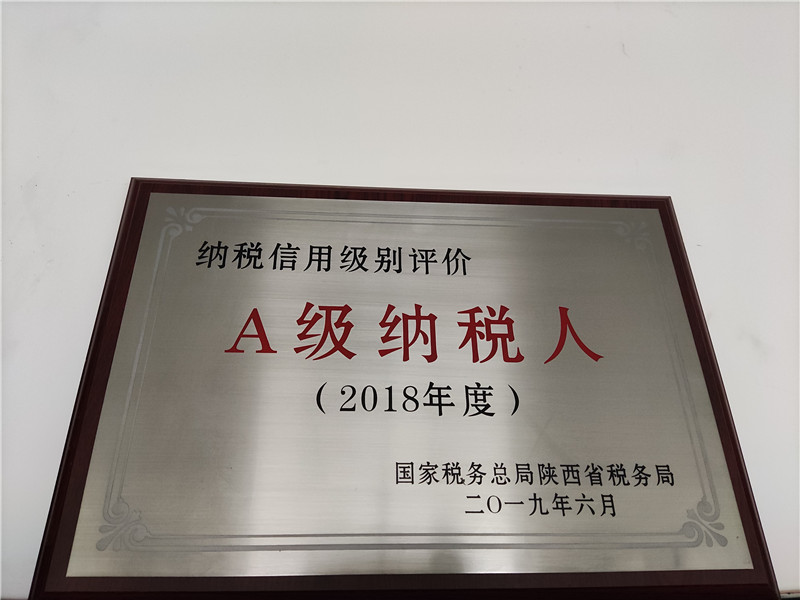 纳税信用级别评价
A级纳税人
（2018年度）
国家税务总局陕西省税务局
二〇一九年六月